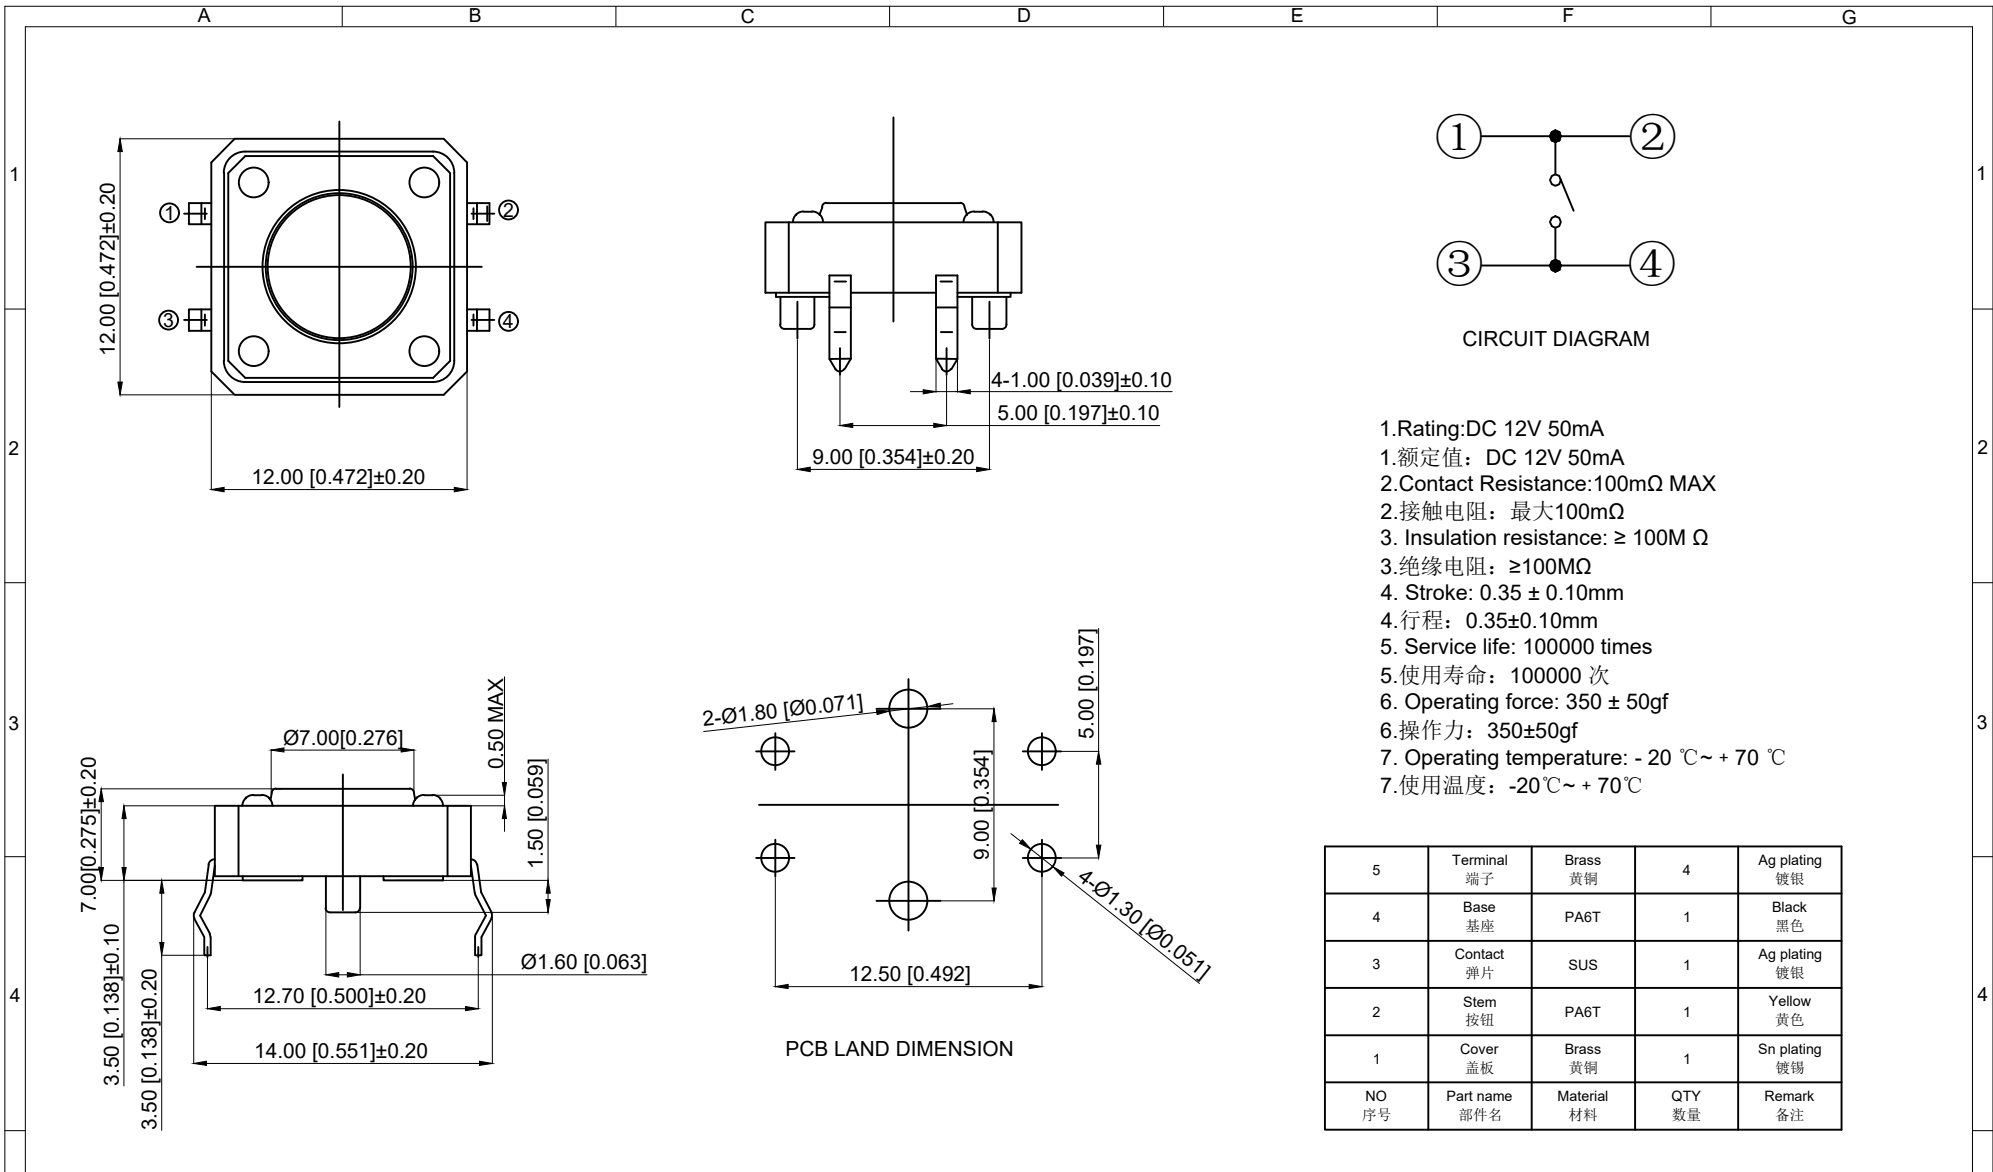 A B C D E F G
1
2
3
4
1
2
3
4
12.00 [0.472]±0.20
① ②
③ ④
12.00 [0.472]±0.20
4-1.00 [0.039]±0.10
5.00 [0.197]±0.10
9.00 [0.354]±0.20
① ②
③ ④
CIRCUIT DIAGRAM
1.Rating:DC 12V 50mA
1.额定值：DC 12V 50mA
2.Contact Resistance:100mΩ MAX
2.接触电阻：最大100mΩ
3. Insulation resistance: ≥ 100M Ω
3.绝缘电阻：≥100MΩ
4. Stroke: 0.35 ± 0.10mm
4.行程：0.35±0.10mm
5. Service life: 100000 times
5.使用寿命：100000 次
6. Operating force: 350 ± 50gf
6.操作力：350±50gf
7. Operating temperature: - 20 ℃~ + 70 ℃
7.使用温度：-20℃~ + 70℃
Ø7.00[0.276]
0.50 MAX
7.00[0.275]±0.20
1.50 [0.059]
3.50 [0.138]±0.10
3.50 [0.138]±0.20
Ø1.60 [0.063]
12.70 [0.500]±0.20
14.00 [0.551]±0.20
2-Ø1.80 [Ø0.071]
5.00 [0.197]
9.00 [0.354]
4-Ø1.30 [Ø0.051]
12.50 [0.492]
PCB LAND DIMENSION
5 Terminal Brass 4 Ag plating
端子 黄铜 镀银
4 Base PA6T 1 Black
基座 黑色
3 Contact SUS 1 Ag plating
弹片 镀银
2 Stem PA6T 1 Yellow
按钮 黄色
1 Cover Brass 1 Sn plating
盖板 黄铜 镀锡
NO Part name Material QTY Remark
序号 部件名 材料 数量 备注